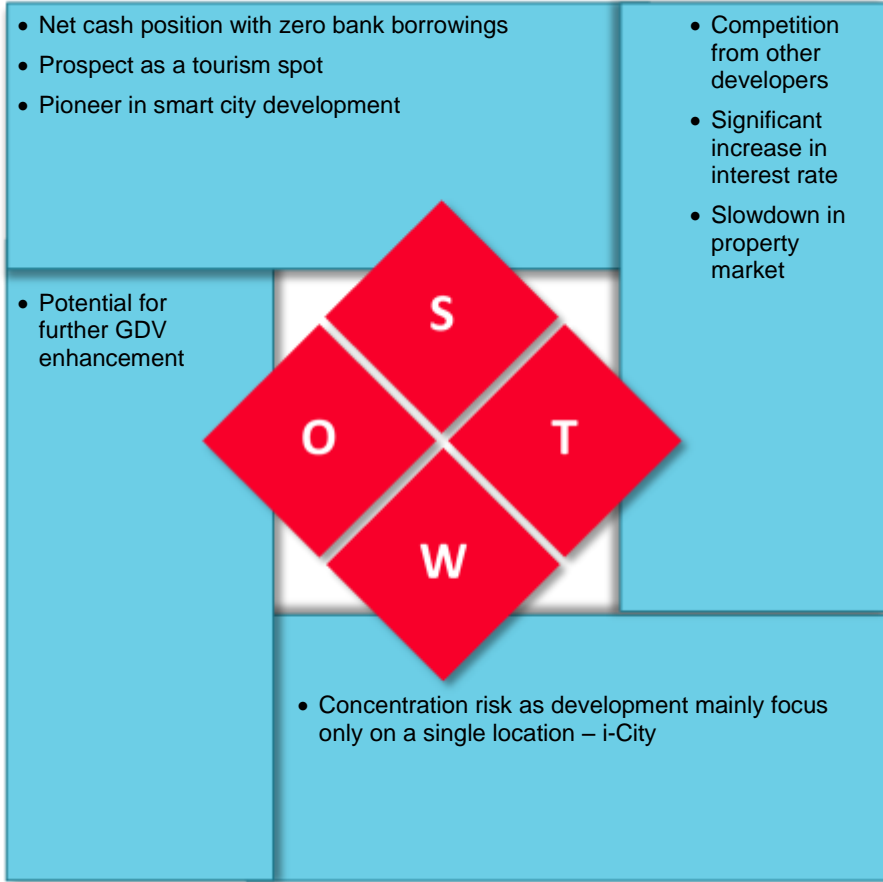 • Net cash position with zero bank borrowings
• Prospect as a tourism spot
• Pioneer in smart city development
• Competition
from other
developers
• Significant
increase in
interest rate
• Slowdown in
property
market
• Potential for
further GDV
enhancement
S
O
T
W
• Concentration risk as development mainly focus
only on a single location – i-City